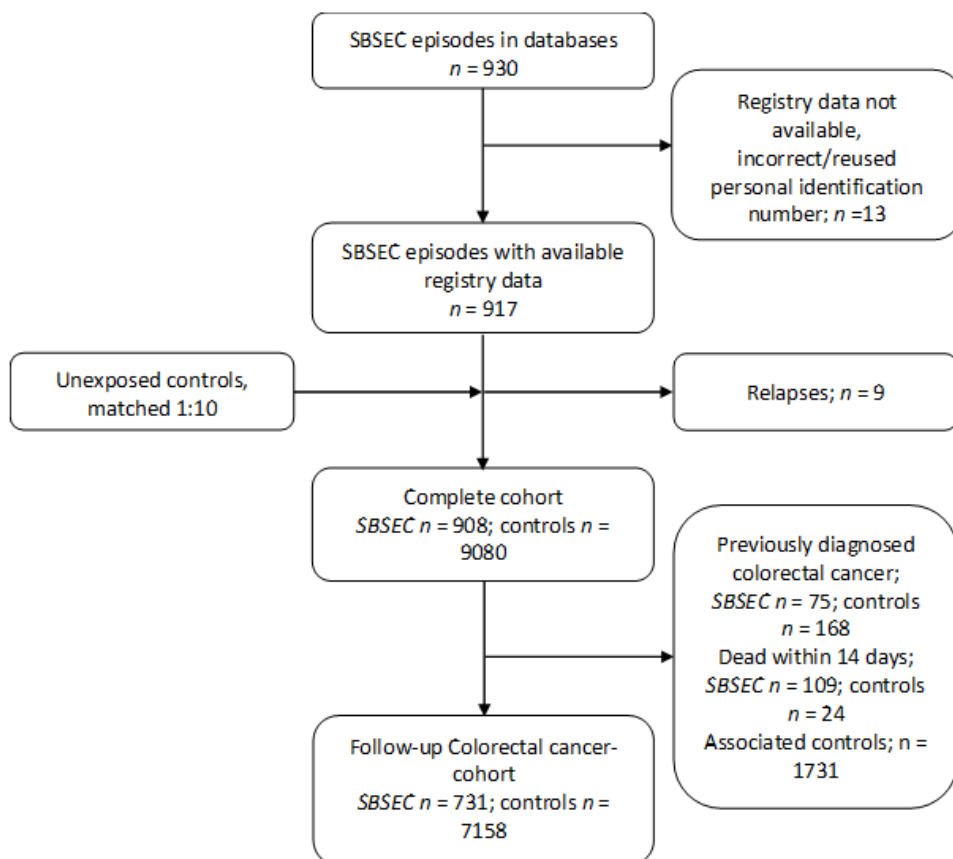 SBSEC episodes in databases
n = 930
Registry data not
available,
incorrect/reused
personal identification
number; n =13
SBSEC episodes with available
registry data
n = 917
Unexposed controls,
matched 1:10
Relapses; n = 9
Complete cohort
SBSEC n = 908; controls n =
9080
Previously diagnosed
colorectal cancer;
SBSEC n = 75; controls
n = 168
Dead within 14 days;
SBSEC n = 109; controls
n = 24
Associated controls; n =
1731
Follow-up Colorectal cancer-
cohort
SBSEC n = 731; controls n =
7158